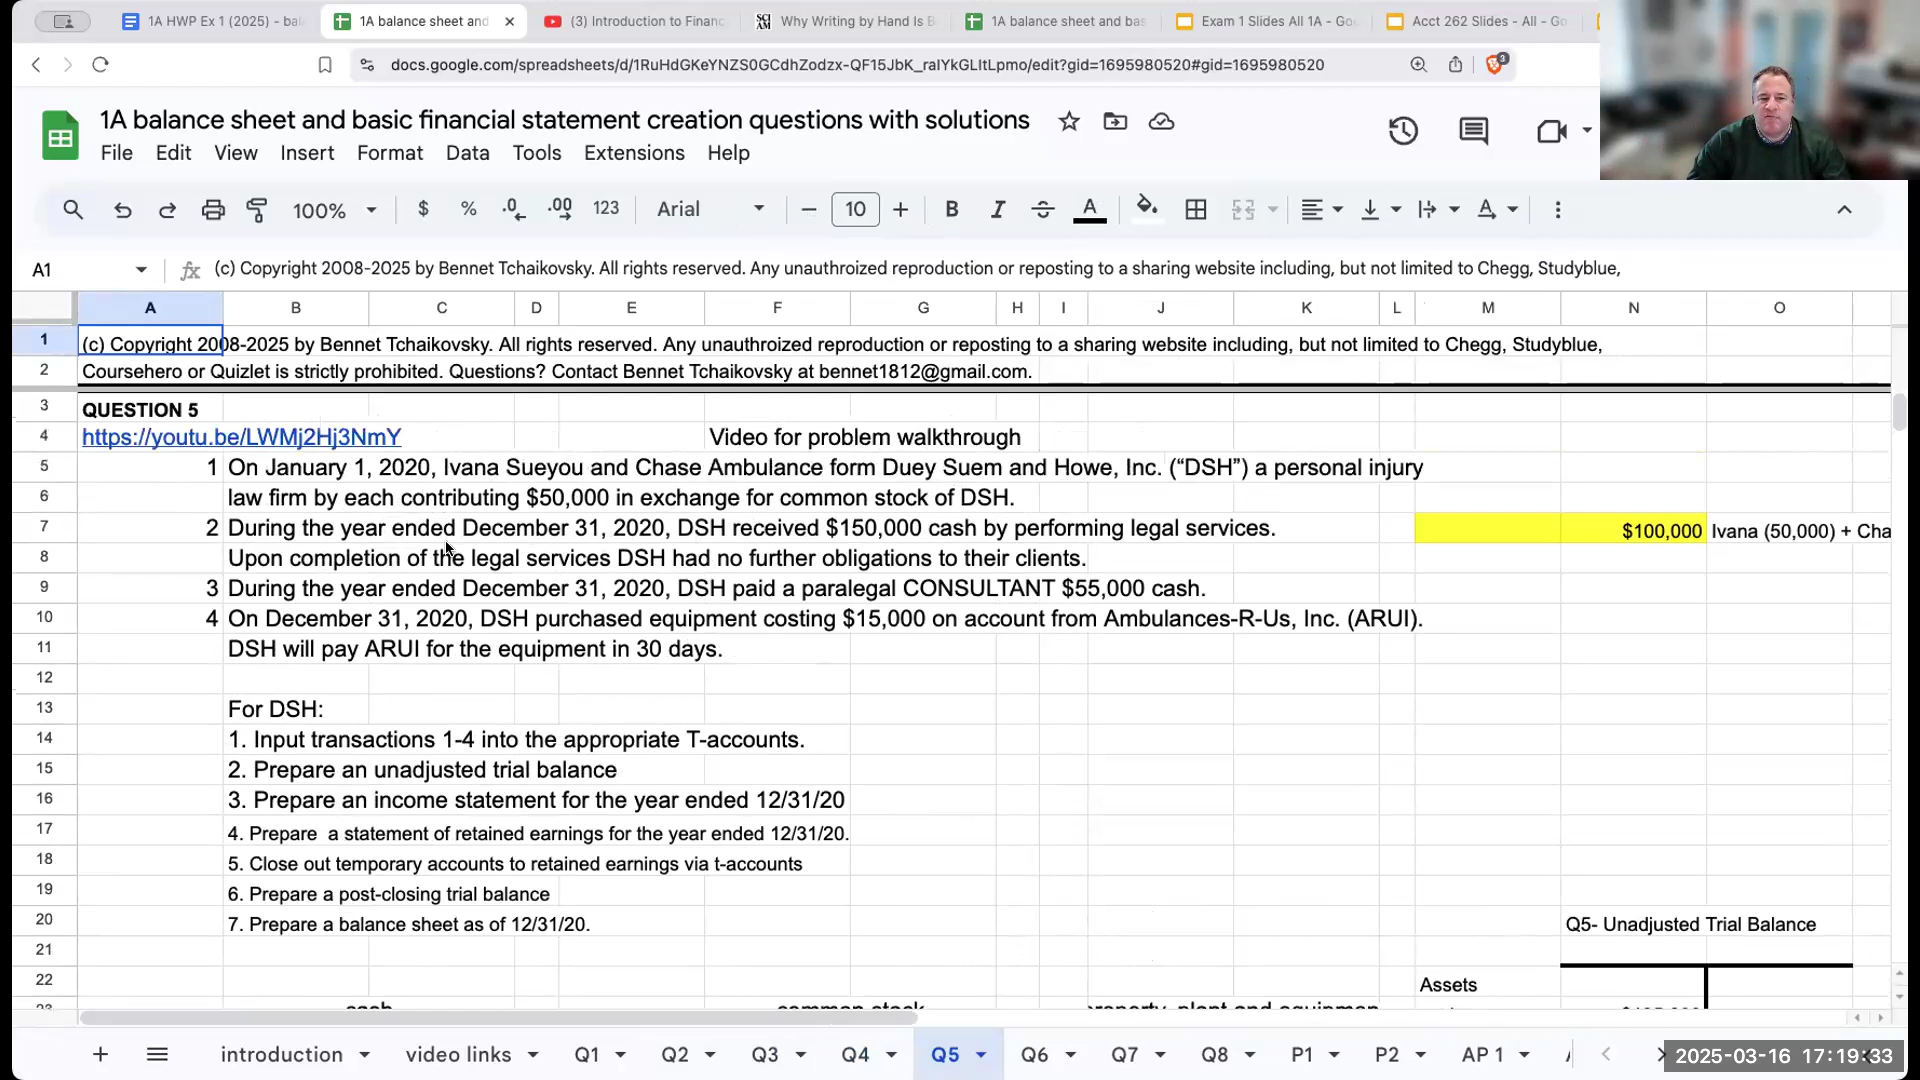 1A HWP Ex 1 (2025) - bala
1A balance sheet and
(3) Introduction to Financ
Why Writing by Hand Is B
1A balance sheet and bas
Exam 1 Slides All 1A - Go
Acct 262 Slides - All - Go
docs.google.com/spreadsheets/d/1RuHdGKeYNZS0GCdhZodzx-QF15JbK_raIYkGLItLpmo/edit?gid=1695980520#gid=1695980520
3
1A balance sheet and basic financial statement creation questions with solutions
File Edit View Insert Format Data Tools Extensions Help
100% $ % .0 .00 123 Arial 10 B I A
A1 fx (c) Copyright 2008-2025 by Bennet Tchaikovsky. All rights reserved. Any unauthroized reproduction or reposting to a sharing website including, but not limited to Chegg, Studyblue,
A B C D E F G H I J K L M N O
1 (c) Copyright 2008-2025 by Bennet Tchaikovsky. All rights reserved. Any unauthroized reproduction or reposting to a sharing website including, but not limited to Chegg, Studyblue,
2 Coursehero or Quizlet is strictly prohibited. Questions? Contact Bennet Tchaikovsky at bennet1812@gmail.com.
3 QUESTION 5
4 https://youtu.be/LWMj2Hj3NmY Video for problem walkthrough
5 1 On January 1, 2020, Ivana Sueyou and Chase Ambulance form Duey Suem and Howe, Inc. (“DSH”) a personal injury
6 law firm by each contributing $50,000 in exchange for common stock of DSH.
7 2 During the year ended December 31, 2020, DSH received $150,000 cash by performing legal services. $100,000 Ivana (50,000) + Cha
8 Upon completion of the legal services DSH had no further obligations to their clients.
9 3 During the year ended December 31, 2020, DSH paid a paralegal CONSULTANT $55,000 cash.
10 4 On December 31, 2020, DSH purchased equipment costing $15,000 on account from Ambulances-R-Us, Inc. (ARUI).
11 DSH will pay ARUI for the equipment in 30 days.
12
13 For DSH:
14 1. Input transactions 1-4 into the appropriate T-accounts.
15 2. Prepare an unadjusted trial balance
16 3. Prepare an income statement for the year ended 12/31/20
17 4. Prepare a statement of retained earnings for the year ended 12/31/20.
18 5. Close out temporary accounts to retained earnings via t-accounts
19 6. Prepare a post-closing trial balance
20 7. Prepare a balance sheet as of 12/31/20. Q5- Unadjusted Trial Balance
21
22 Assets
cash common stock property, plant and equipmen
introduction video links Q1 Q2 Q3 Q4 Q5 Q6 Q7 Q8 P1 P2 AP 1
2025-03-16 17:19:33